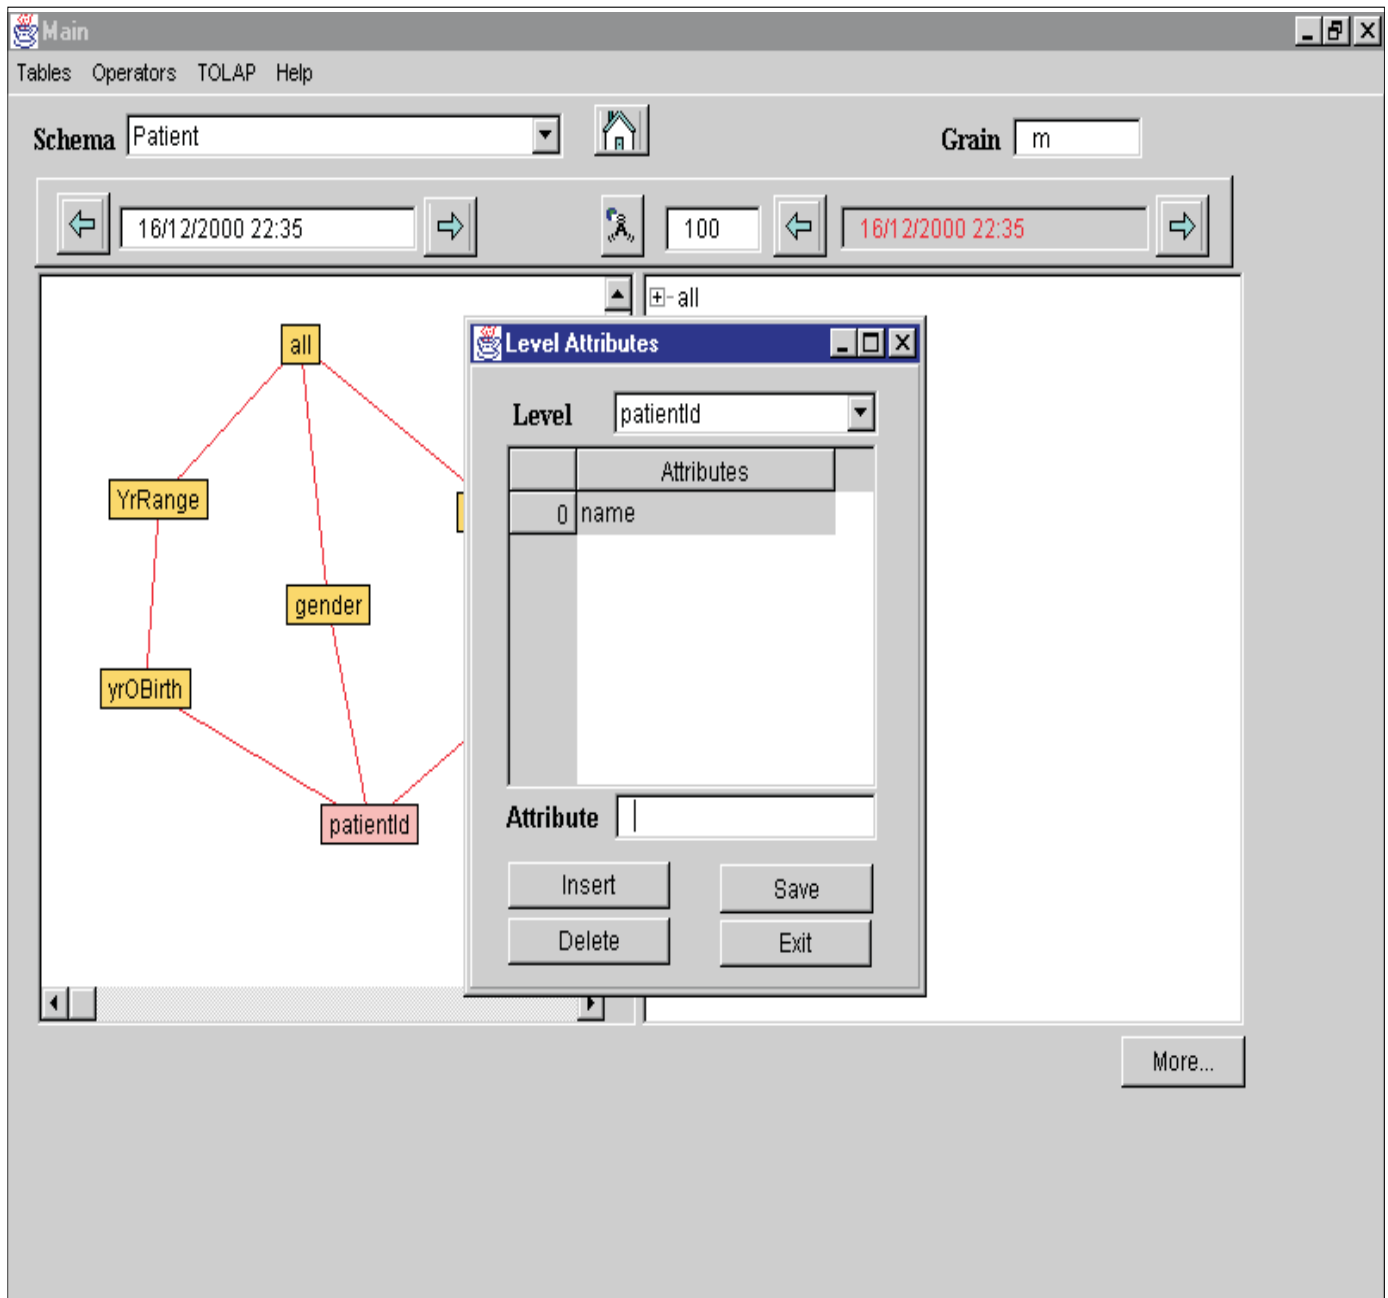 Main
Tables Operators TOLAP Help
Schema Patient Grain m
16/12/2000 22:35 100 16/12/2000 22:35
all
YrRange
gender
yrOBirth
patientId
all
Level Attributes
Level patientId
Attributes
0 name
Attribute
Insert Save
Delete Exit
More...